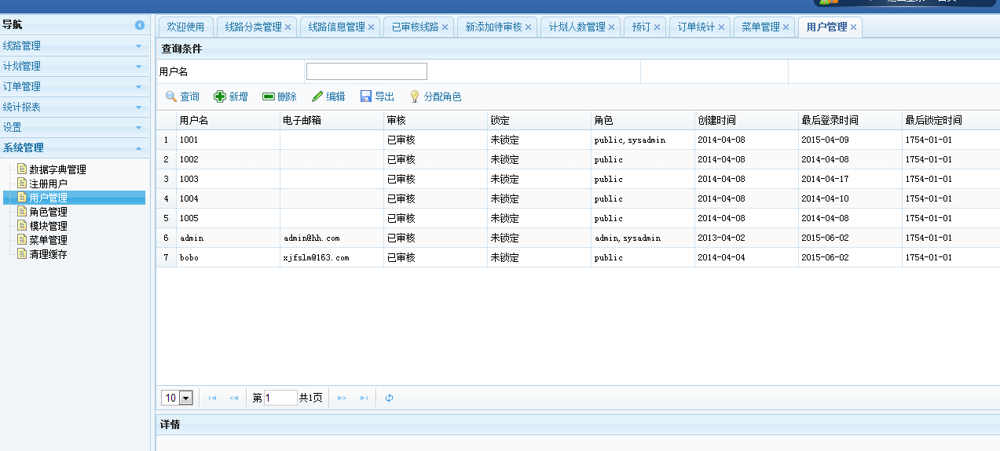 导航
线路管理
计划管理
订单管理
统计报表
设置
系统管理
数据字典管理
注册用户
用户管理
角色管理
模块管理
菜单管理
清理缓存
欢迎使用 线路分类管理 线路信息管理 已审核线路 新添加待审核 计划人数管理 预订 订单统计 菜单管理 用户管理
查询条件
用户名
查询 新增 删除 编辑 导出 分配角色
用户名 电子邮箱 审核 锁定 角色 创建时间 最后登录时间 最后锁定时间
1 1001 已审核 未锁定 public,sysadmin 2014-04-08 2015-04-09 1754-01-01
2 1002 已审核 未锁定 public 2014-04-08 2014-04-08 1754-01-01
3 1003 已审核 未锁定 public 2014-04-08 2014-04-17 1754-01-01
4 1004 已审核 未锁定 public 2014-04-08 2014-04-10 1754-01-01
5 1005 已审核 未锁定 public 2014-04-08 2014-04-08 1754-01-01
6 admin admin@hh.com 已审核 未锁定 admin,sysadmin 2013-04-02 2015-06-02 1754-01-01
7 bobo xjfslm@163.com 已审核 未锁定 public 2014-04-04 2015-06-02 1754-01-01
10 第 1 共1页
详情